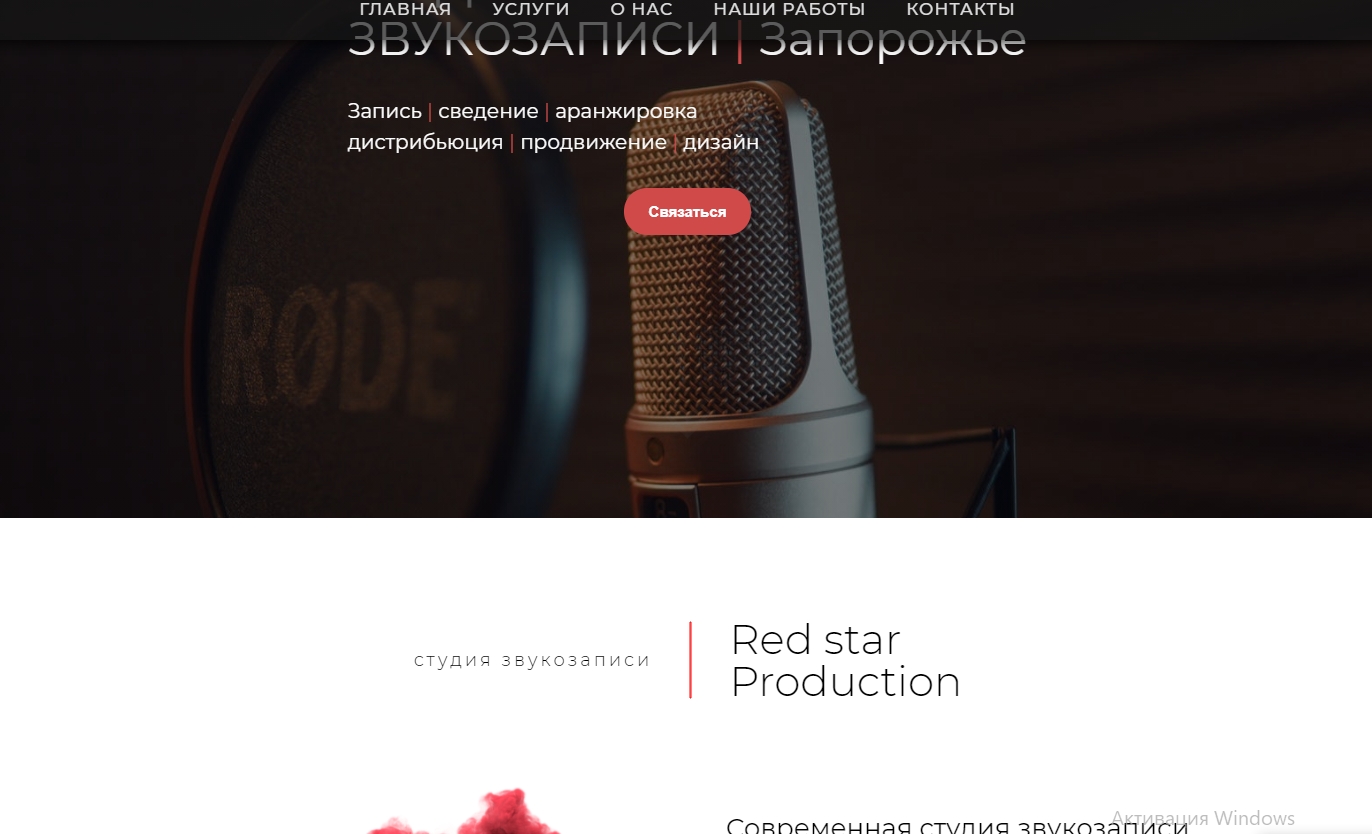 ГЛАВНАЯ УСЛУГИ О НАС НАШИ РАБОТЫ КОНТАКТЫ
ЗВУКОЗАПИСИ | Запорожье
Запись | сведение | аранжировка
дистрибьюция | продвижение | дизайн
Связаться
RØDE
студия звукозаписи
Red star
Production
Современная студия звукозаписи
Активация Windows